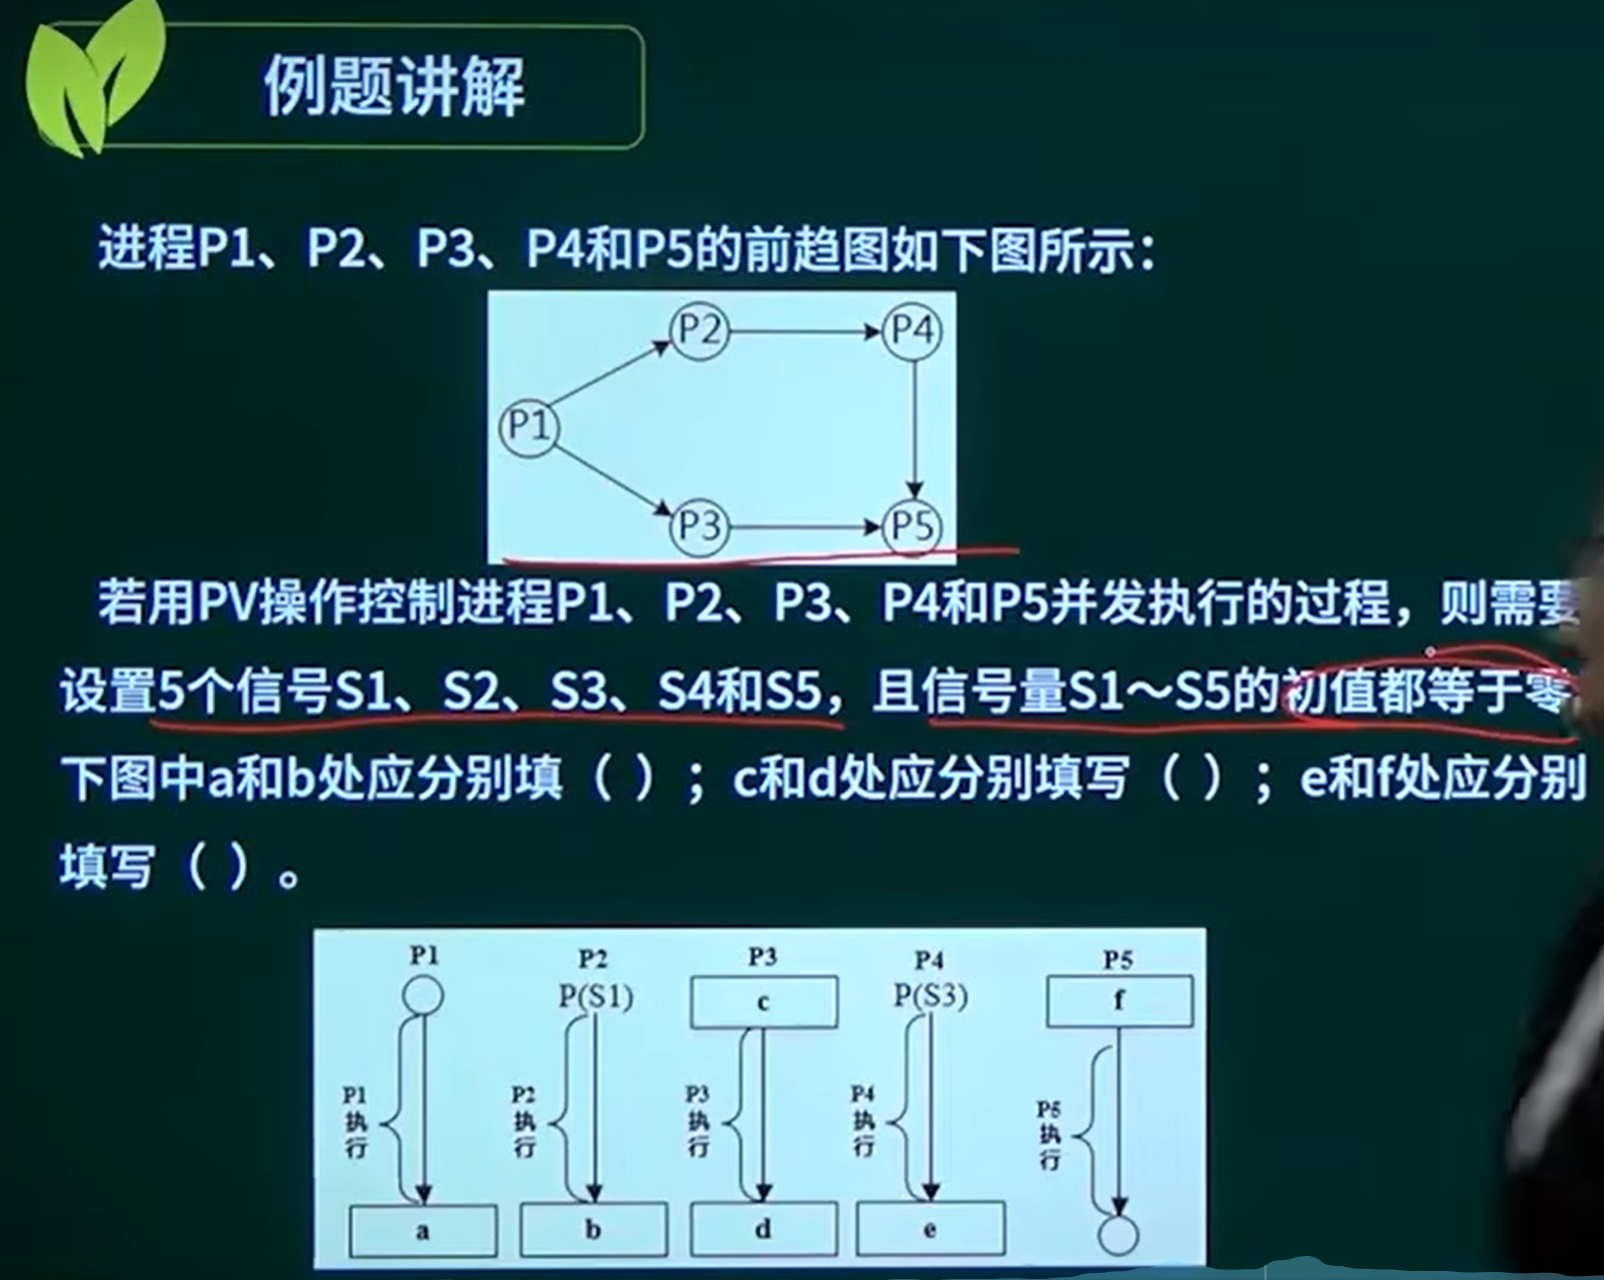 例题讲解
进程P1、P2、P3、P4和P5的前趋图如下图所示：
P2 P4
P1
P3 P5
若用PV操作控制进程P1、P2、P3、P4和P5并发执行的过程，则需要
设置5个信号S1、S2、S3、S4和S5，且信号量S1～S5的初值都等于零
下图中a和b处应分别填（ ）；c和d处应分别填写（ ）；e和f处应分别
填写（ ）。
P1 P2 P3 P4 P5
P(S1) c P(S3) f
P1执行 P2执行 P3执行 P4执行 P5执行
a b d e